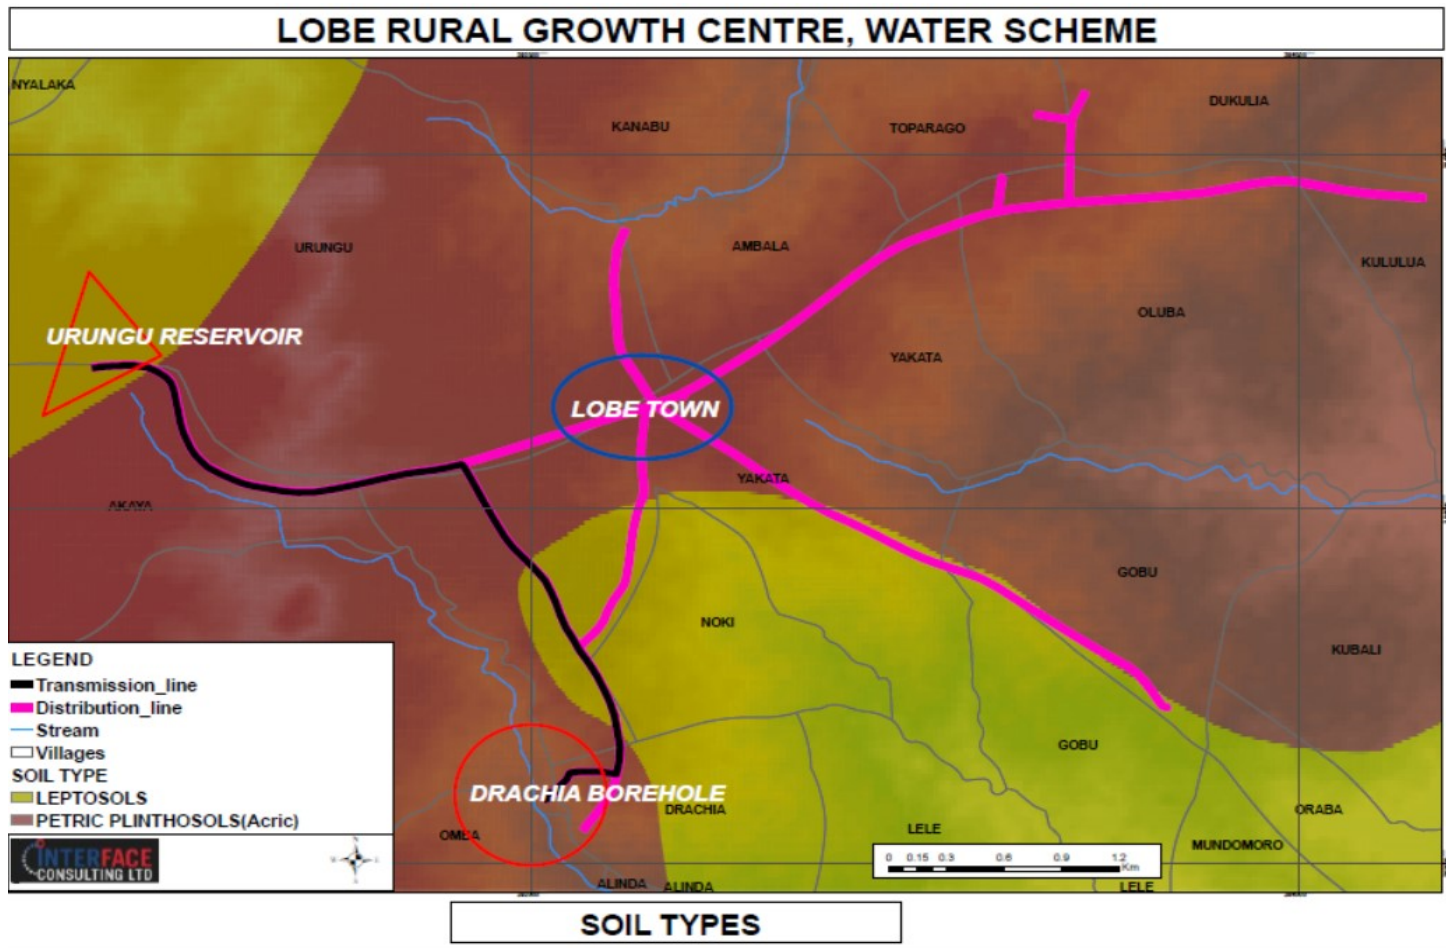 LOBE RURAL GROWTH CENTRE, WATER SCHEME
NYALAKA
KANABU
TOPARAGO
DUKULIA
URUNGU
AMBALA
KULULUA
OLUBA
URUNGU RESERVOIR
YAKATA
LOBE TOWN
YAKATA
AKAYA
GOBU
NOKI
KUBALI
GOBU
DRACHIA BOREHOLE
DRACHIA
ORABA
OMBA
LELE
MUNDOMORO
ALINDA
ALINDA
LELE
LEGEND
Transmission_line
Distribution_line
Stream
Villages
SOIL TYPE
LEPTOSOLS
PETRIC PLINTHOSOLS(Acric)
INTERFACE
CONSULTING LTD
0 0.15 0.3 0.6 0.9 1.2
Km
SOIL TYPES